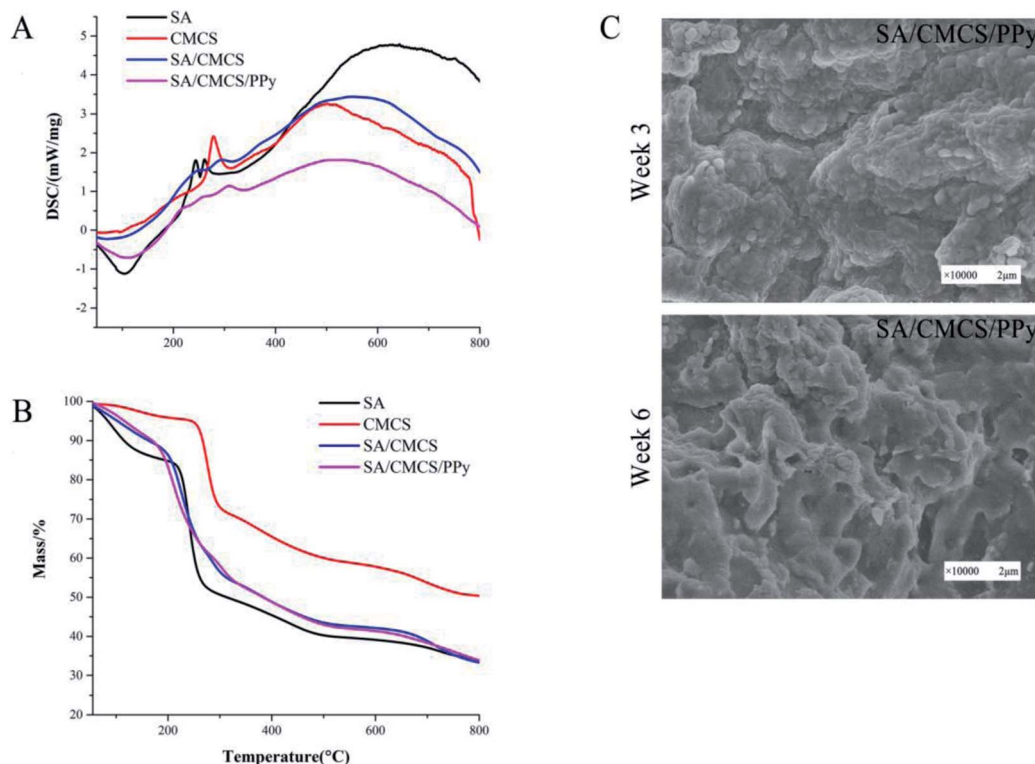 A
SA
CMCS
SA/CMCS
SA/CMCS/PPy
DSC/(mW/mg)
5
4
3
2
1
0
-1
-2
200 400 600 800
B
SA
CMCS
SA/CMCS
SA/CMCS/PPy
Mass/%
100
90
80
70
60
50
40
30
20
200 400 600 800
Temperature(°C)
C
SA/CMCS/PPy
Week 3
×10000 2μm
SA/CMCS/PPy
Week 6
×10000 2μm